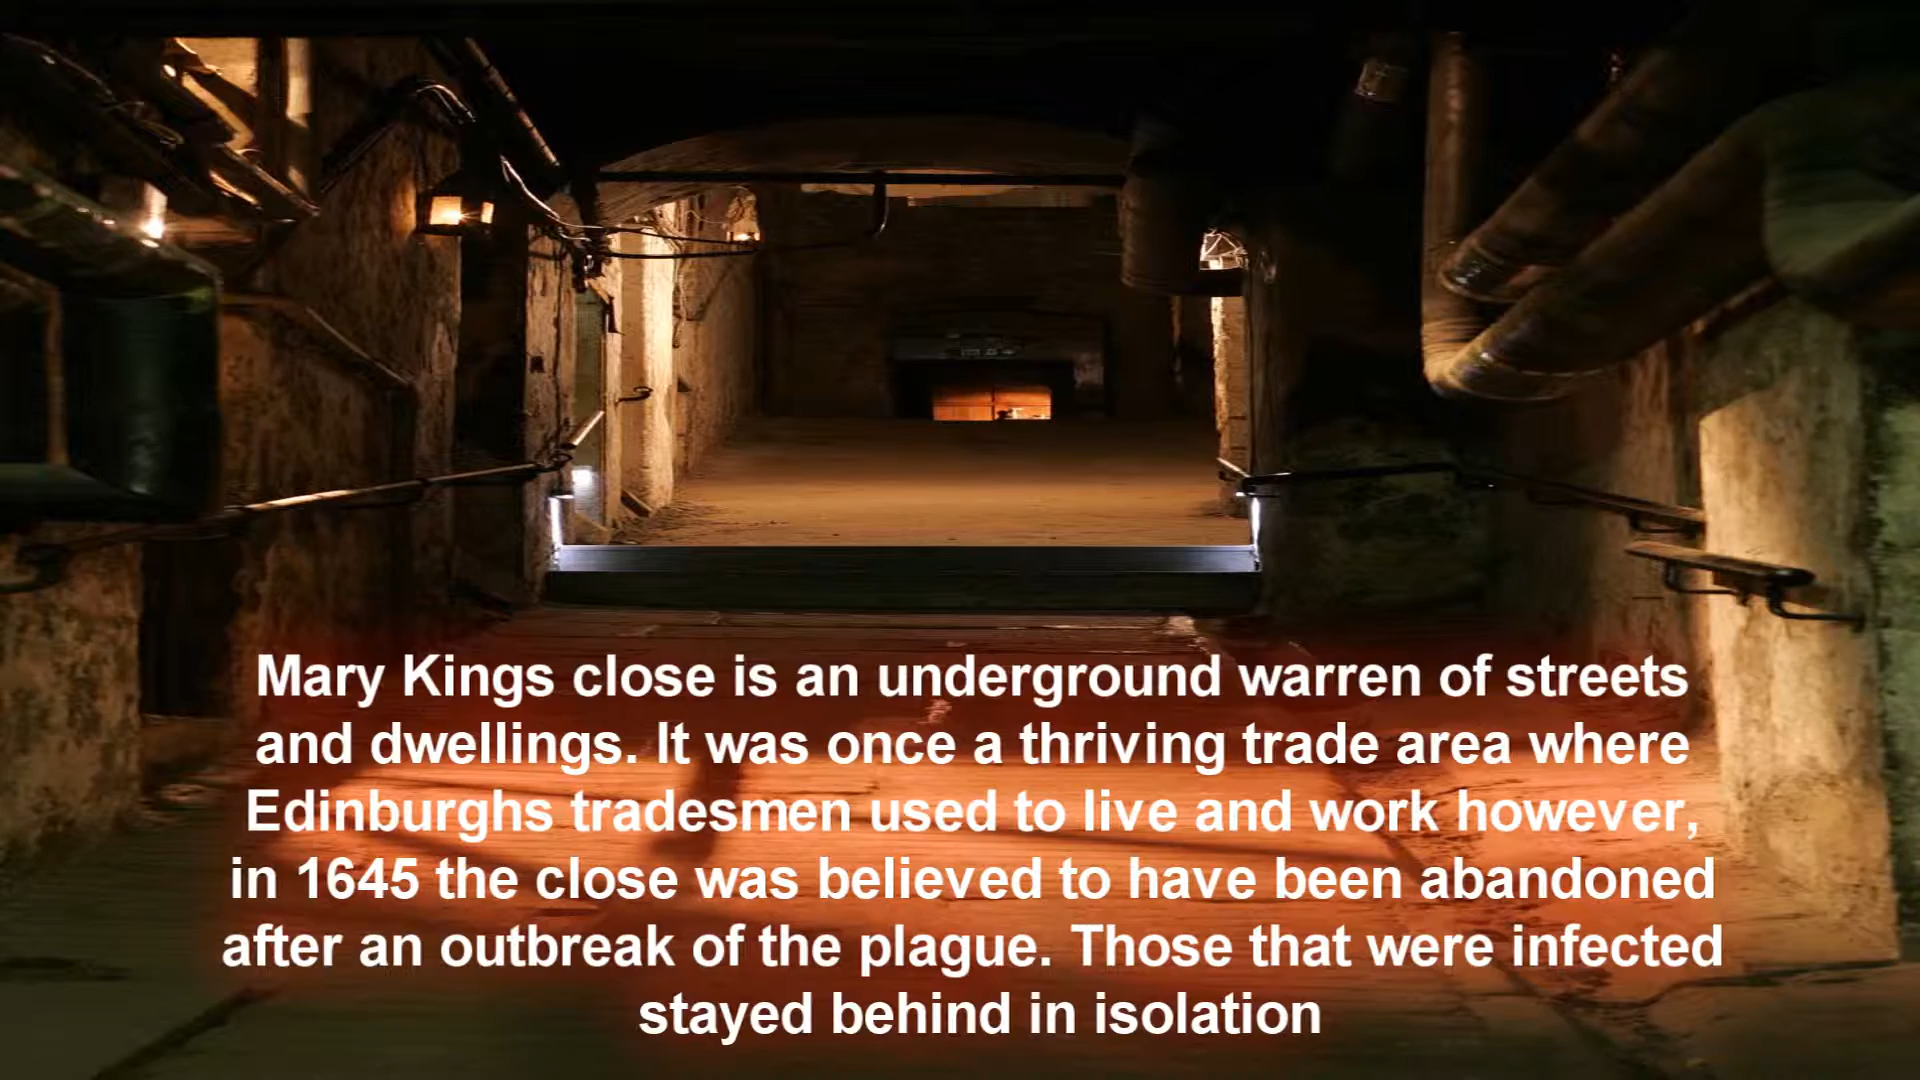 Mary Kings close is an underground warren of streets
and dwellings. It was once a thriving trade area where
Edinburghs tradesmen used to live and work however,
in 1645 the close was believed to have been abandoned
after an outbreak of the plague. Those that were infected
stayed behind in isolation